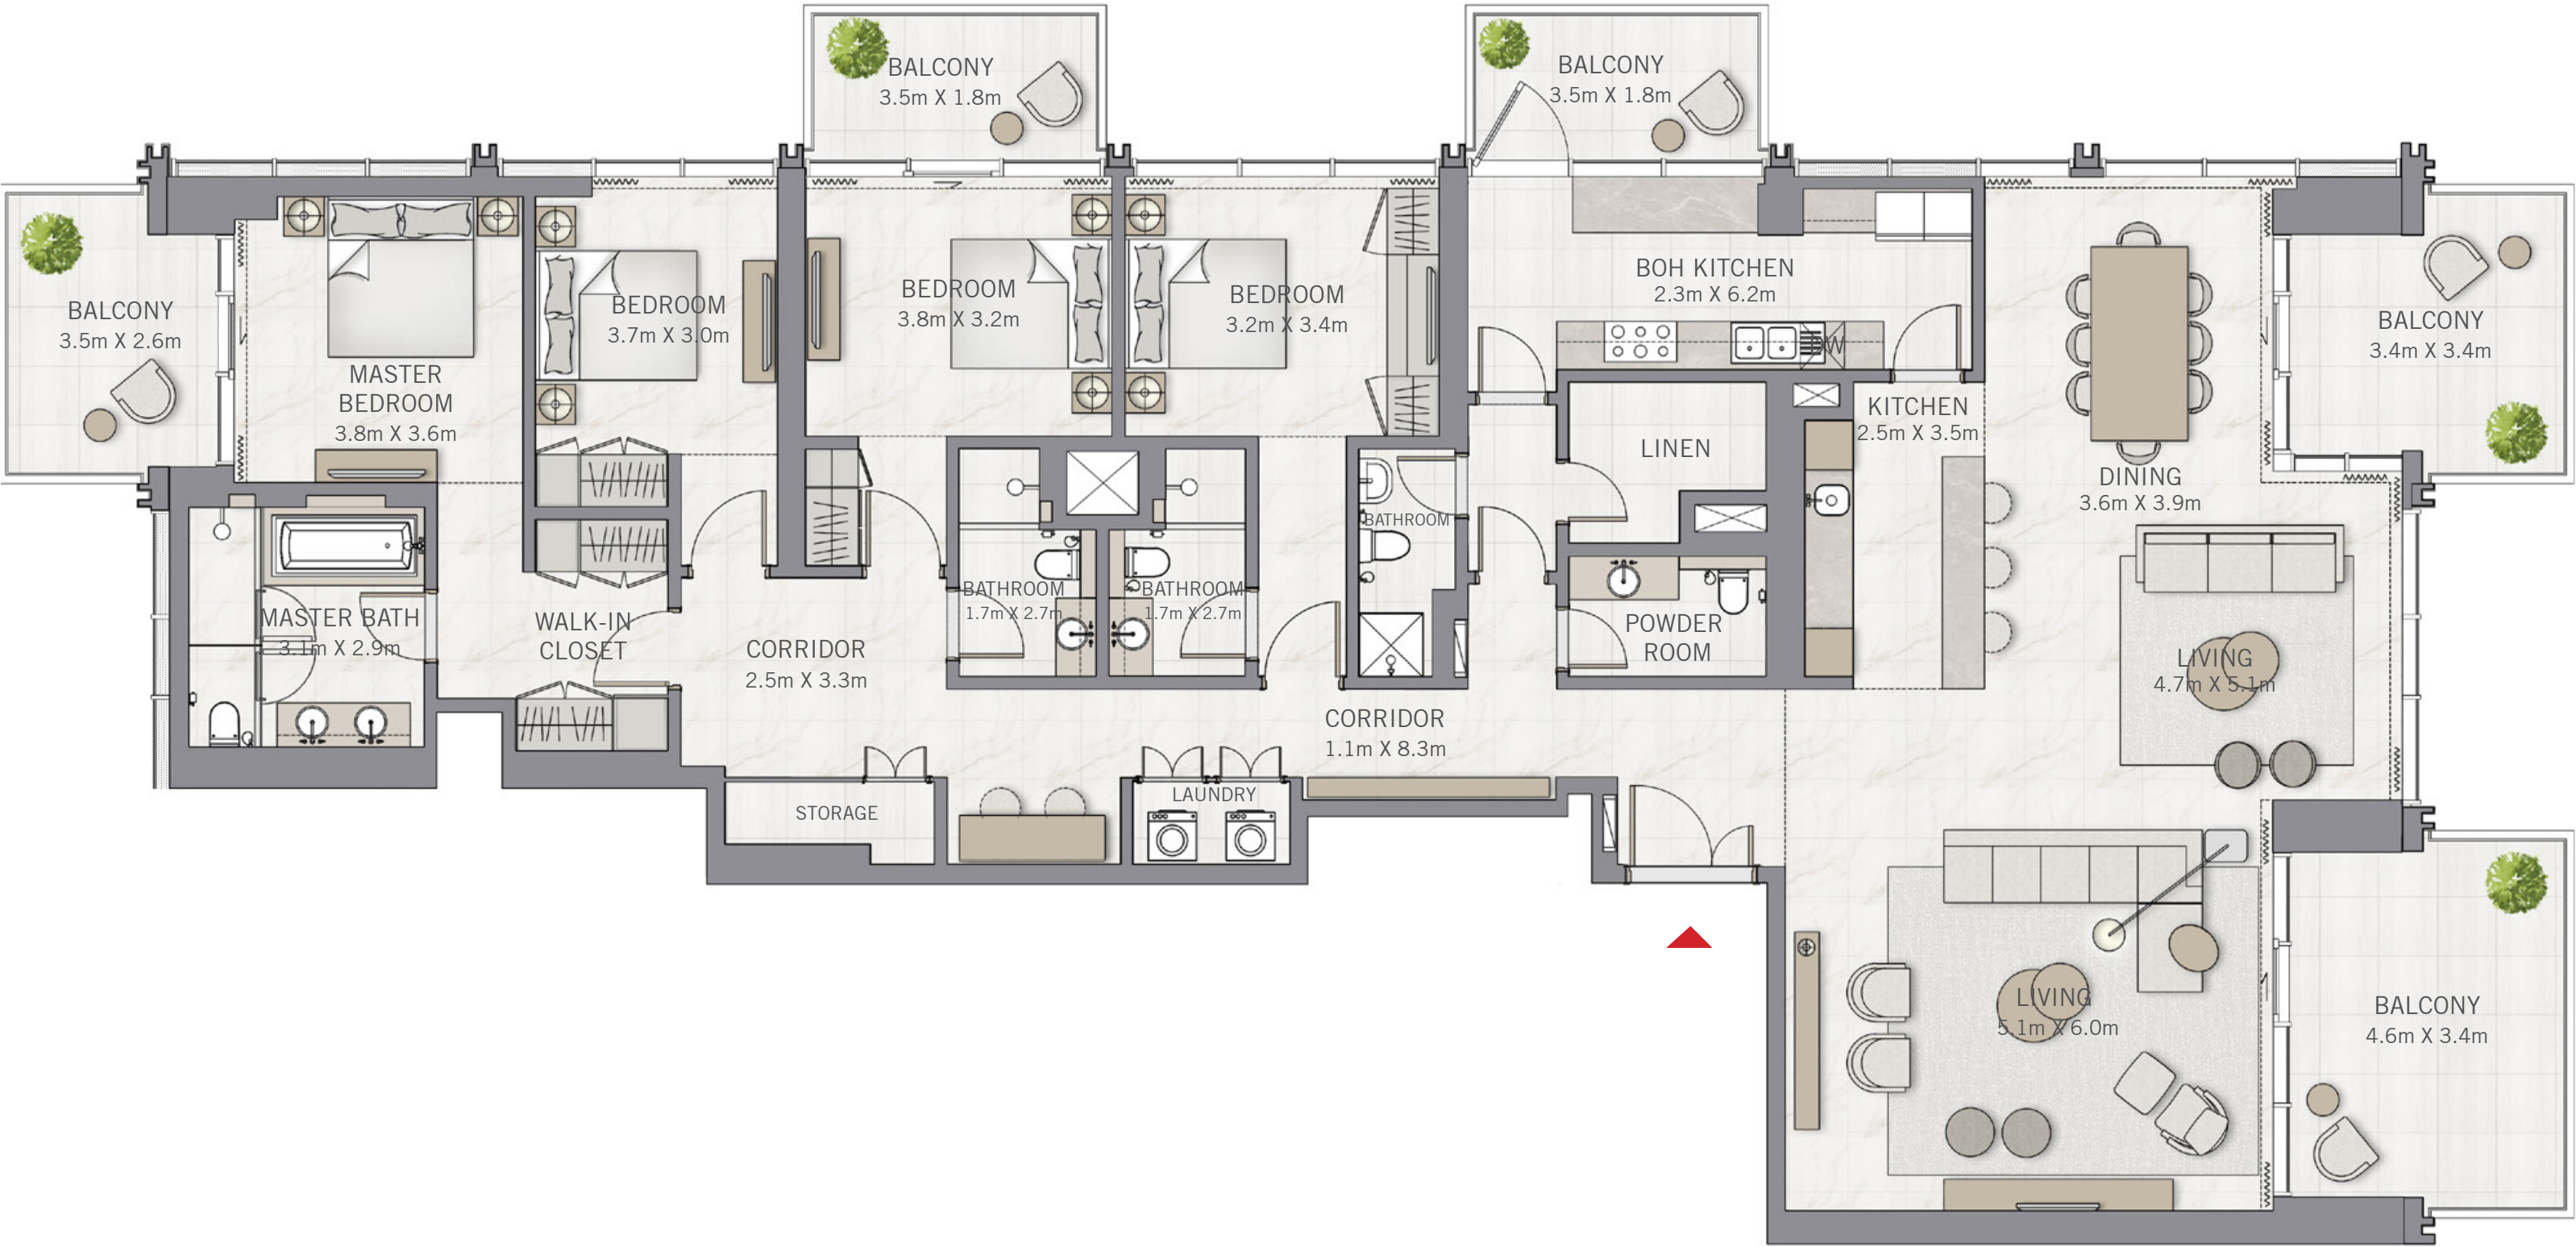 BALCONY
3.5m X 1.8m
BALCONY
3.5m X 1.8m
BALCONY
3.5m X 2.6m
MASTER
BEDROOM
3.8m X 3.6m
BEDROOM
3.7m X 3.0m
BEDROOM
3.8m X 3.2m
BEDROOM
3.2m X 3.4m
BOH KITCHEN
2.3m X 6.2m
DW
KITCHEN
2.5m X 3.5m
DINING
3.6m X 3.9m
BALCONY
3.4m X 3.4m
LINEN
BATHROOM
MASTER BATH
3.1m X 2.9m
WALK-IN
CLOSET
CORRIDOR
2.5m X 3.3m
BATHROOM
1.7m X 2.7m
BATHROOM
1.7m X 2.7m
POWDER
ROOM
LIVING
4.7m X 5.1m
CORRIDOR
1.1m X 8.3m
STORAGE
LAUNDRY
LIVING
5.1m X 6.0m
BALCONY
4.6m X 3.4m